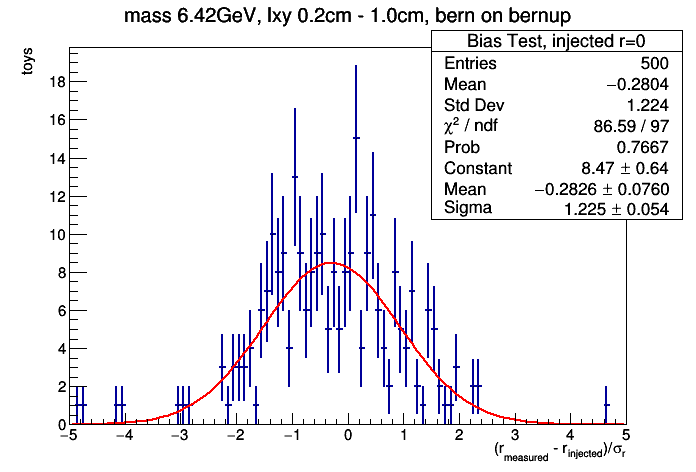 mass 6.42GeV, lxy 0.2cm - 1.0cm, bern on bernup
Bias Test, injected r=0
Entries 500
Mean −0.2804
Std Dev 1.224
χ² / ndf 86.59 / 97
Prob 0.7667
Constant 8.47 ± 0.64
Mean −0.2826 ± 0.0760
Sigma 1.225 ± 0.054
toys
18
16
14
12
10
8
6
4
2
0
−5 −4 −3 −2 −1 0 1 2 3 4 5
(r_measured - r_injected)/σ_r